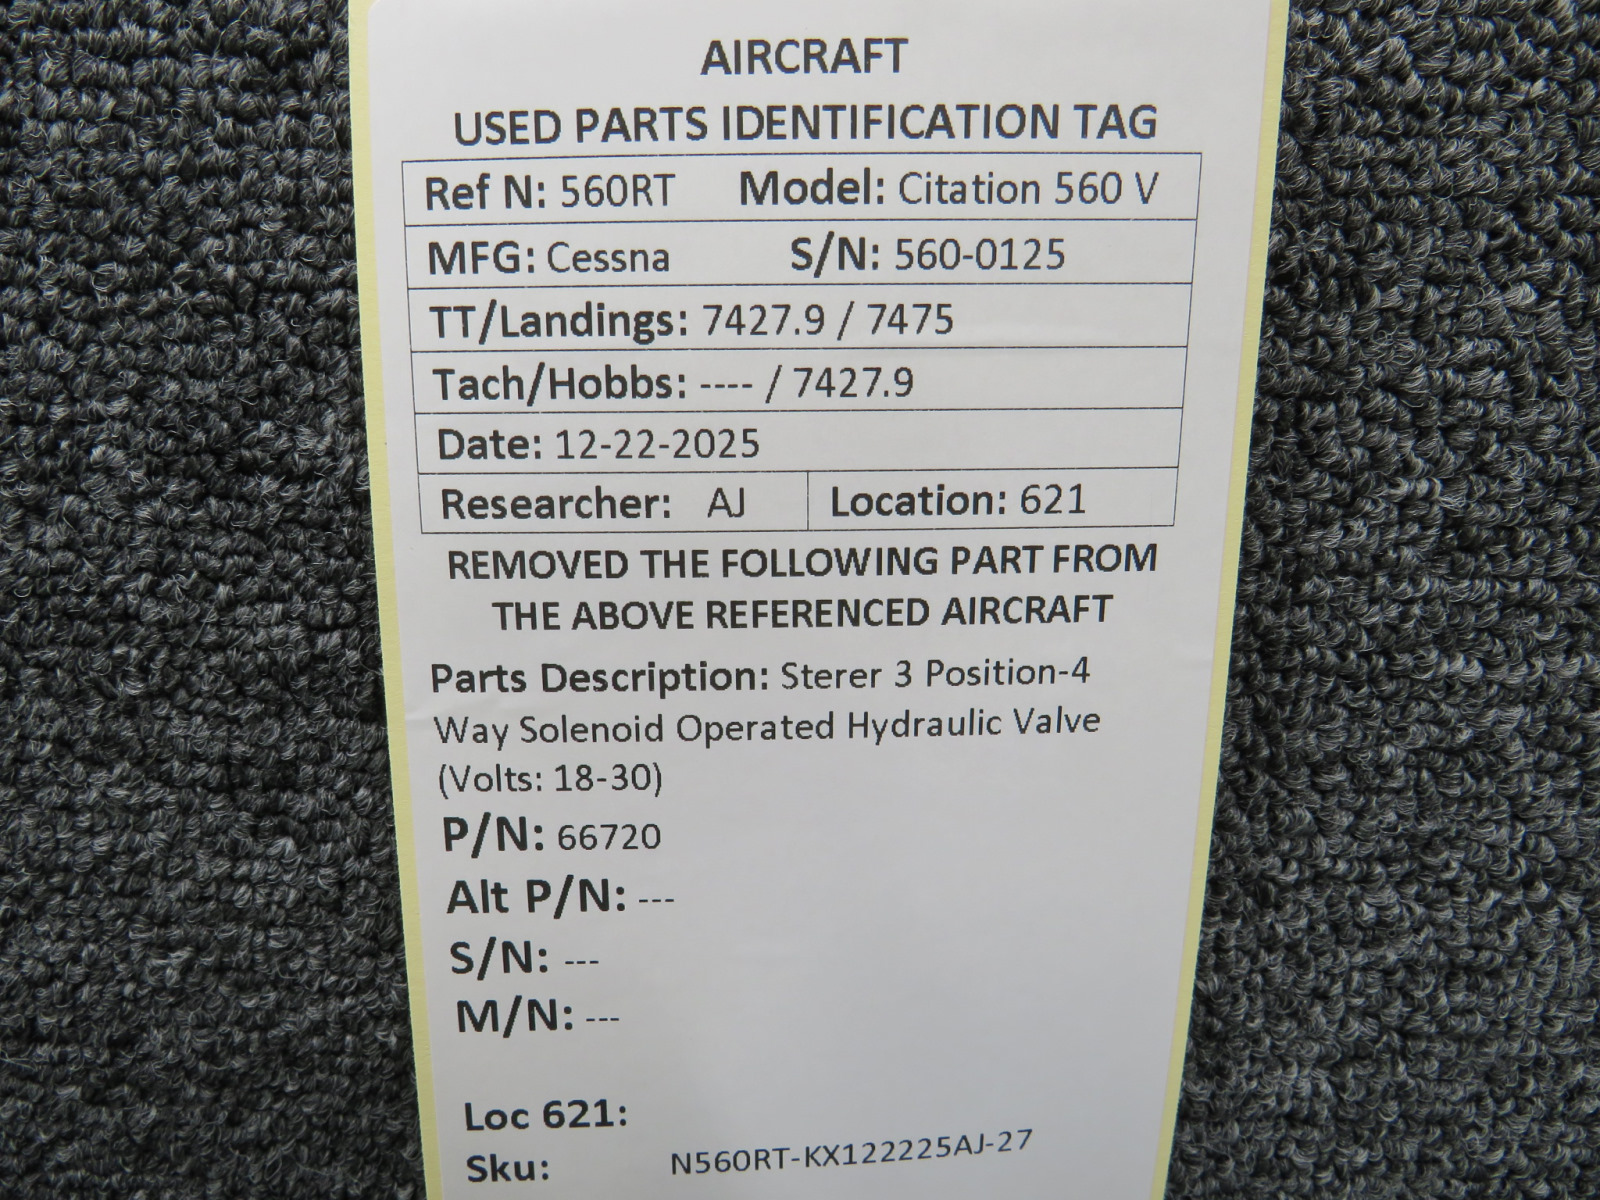 AIRCRAFT
USED PARTS IDENTIFICATION TAG
Ref N: 560RT Model: Citation 560 V
MFG: Cessna S/N: 560-0125
TT/Landings: 7427.9 / 7475
Tach/Hobbs: ---- / 7427.9
Date: 12-22-2025
Researcher: AJ Location: 621
REMOVED THE FOLLOWING PART FROM
THE ABOVE REFERENCED AIRCRAFT
Parts Description: Sterer 3 Position-4
Way Solenoid Operated Hydraulic Valve
(Volts: 18-30)
P/N: 66720
Alt P/N: ---
S/N: ---
M/N: ---
Loc 621:
Sku: N560RT-KX122225AJ-27